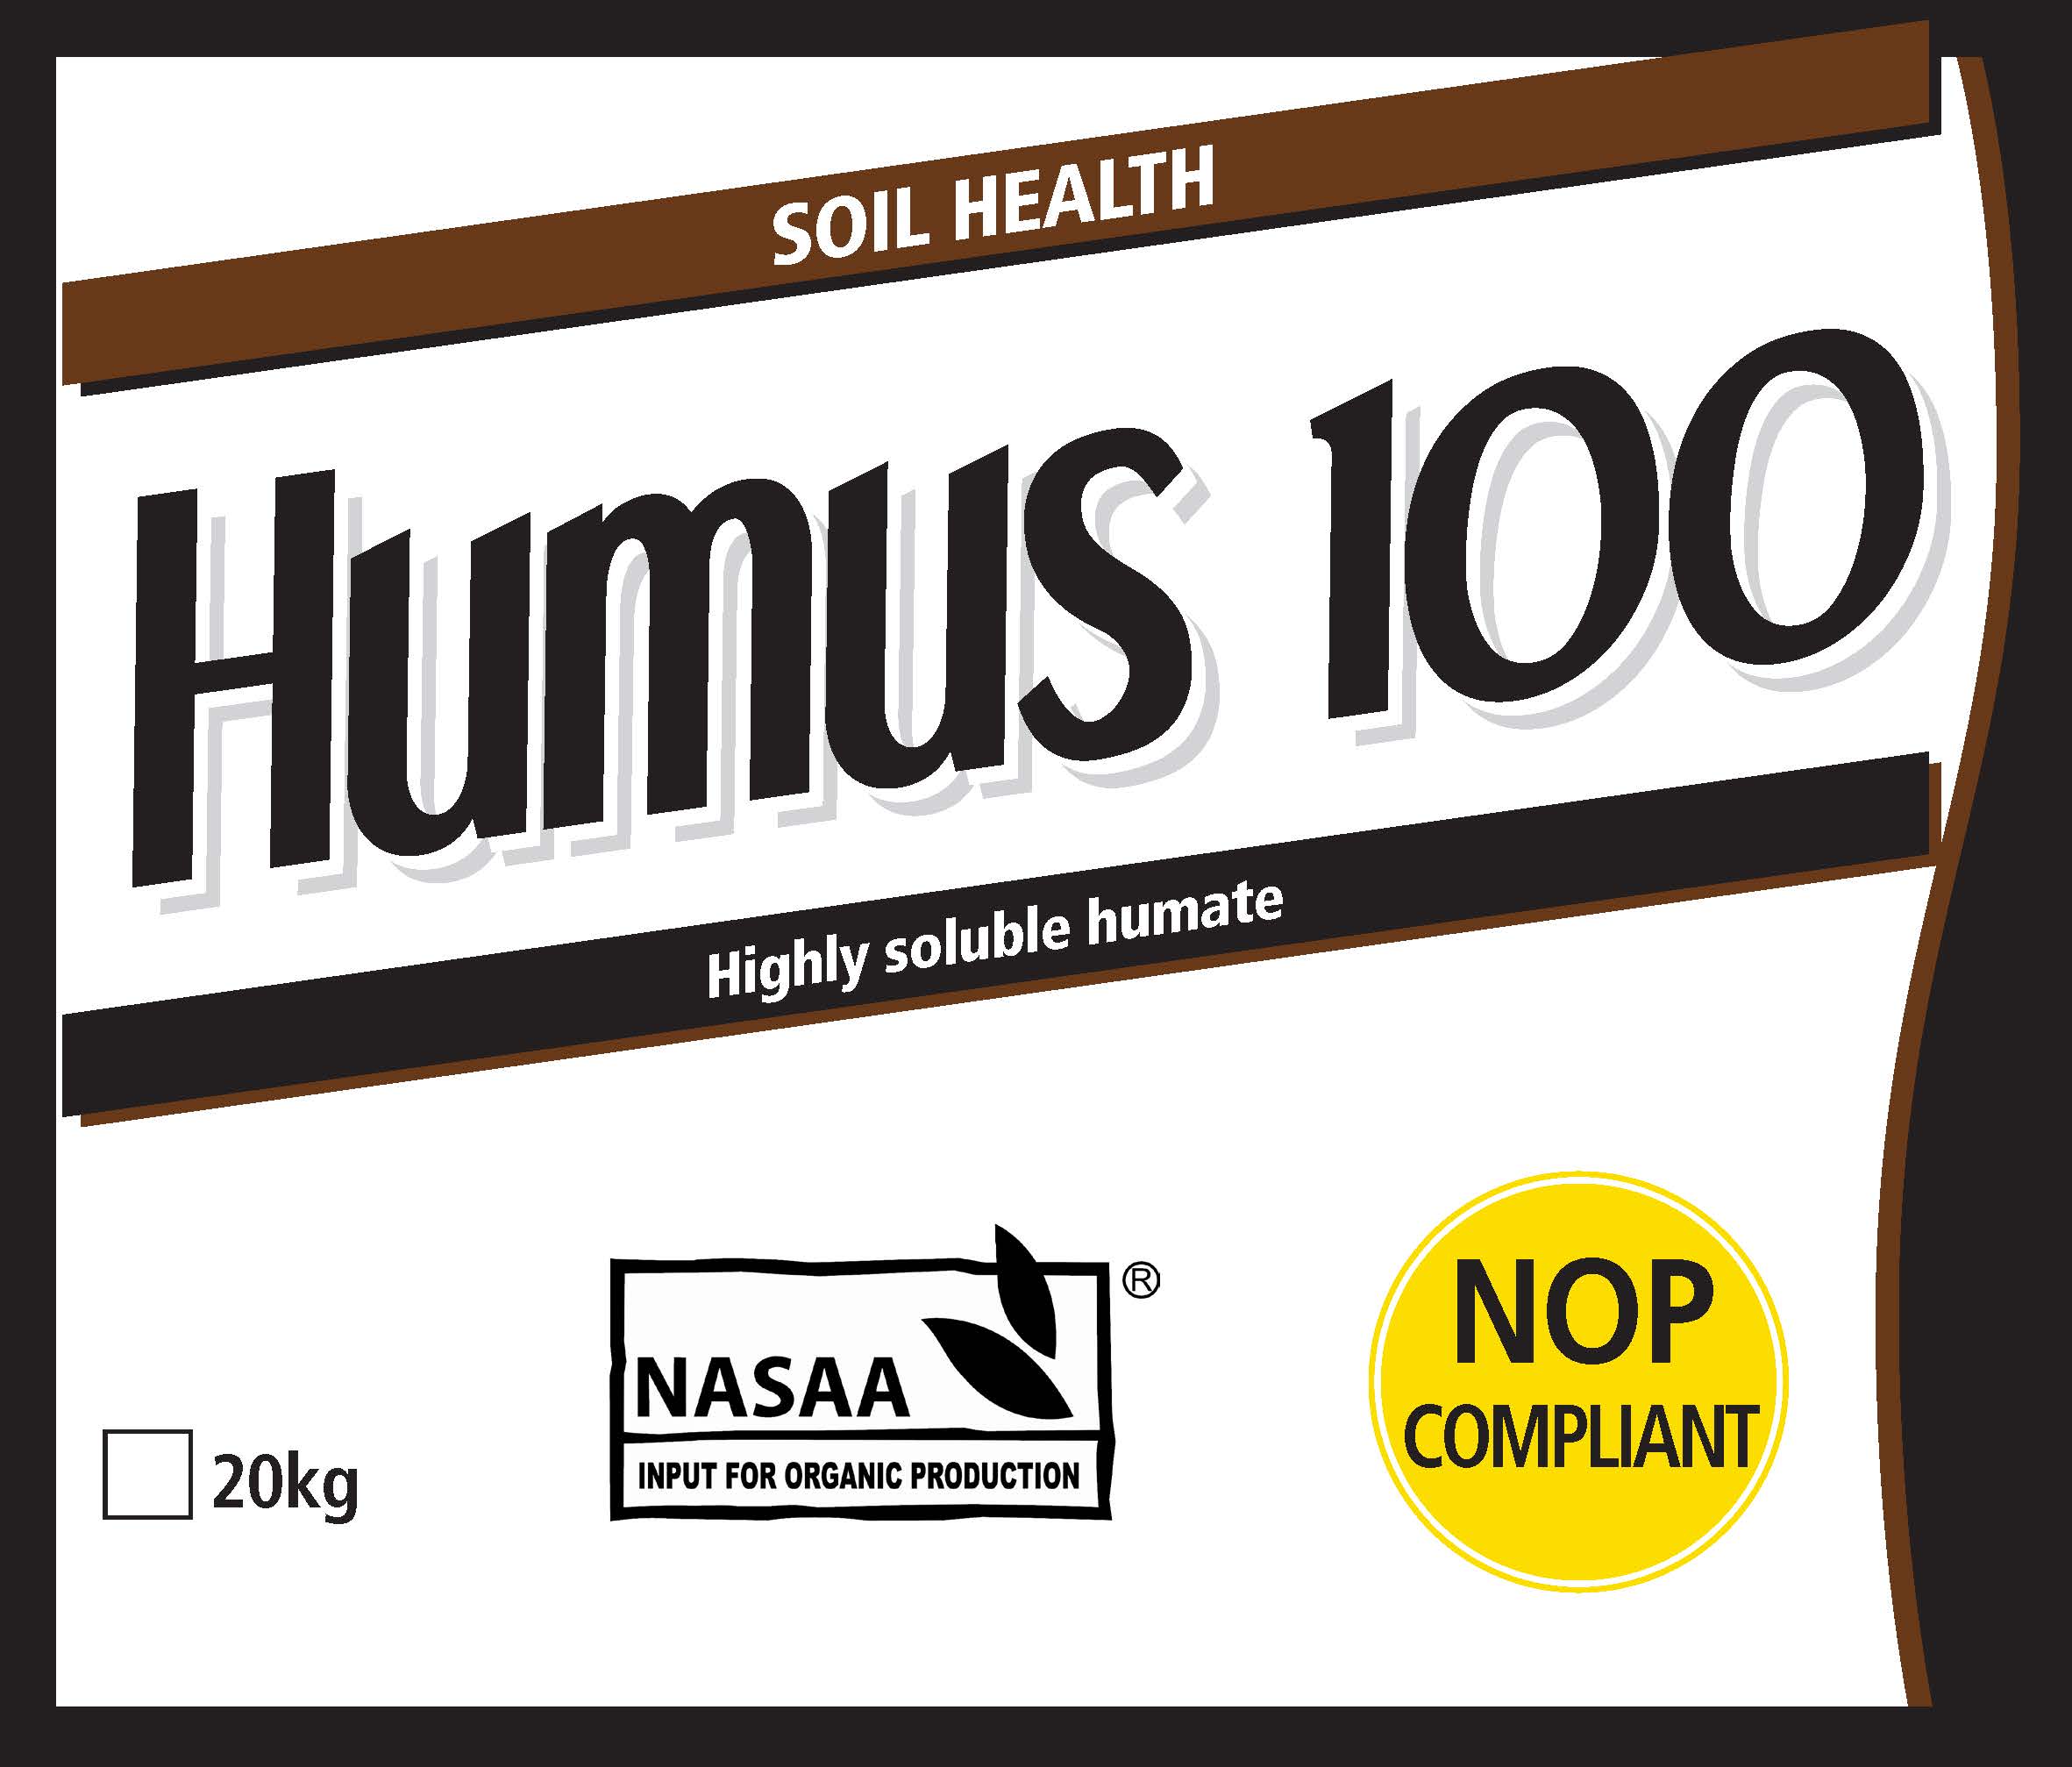 SOIL HEALTH
Humus 100
Highly soluble humate
NASAA
®
INPUT FOR ORGANIC PRODUCTION
NOP
COMPLIANT
20kg